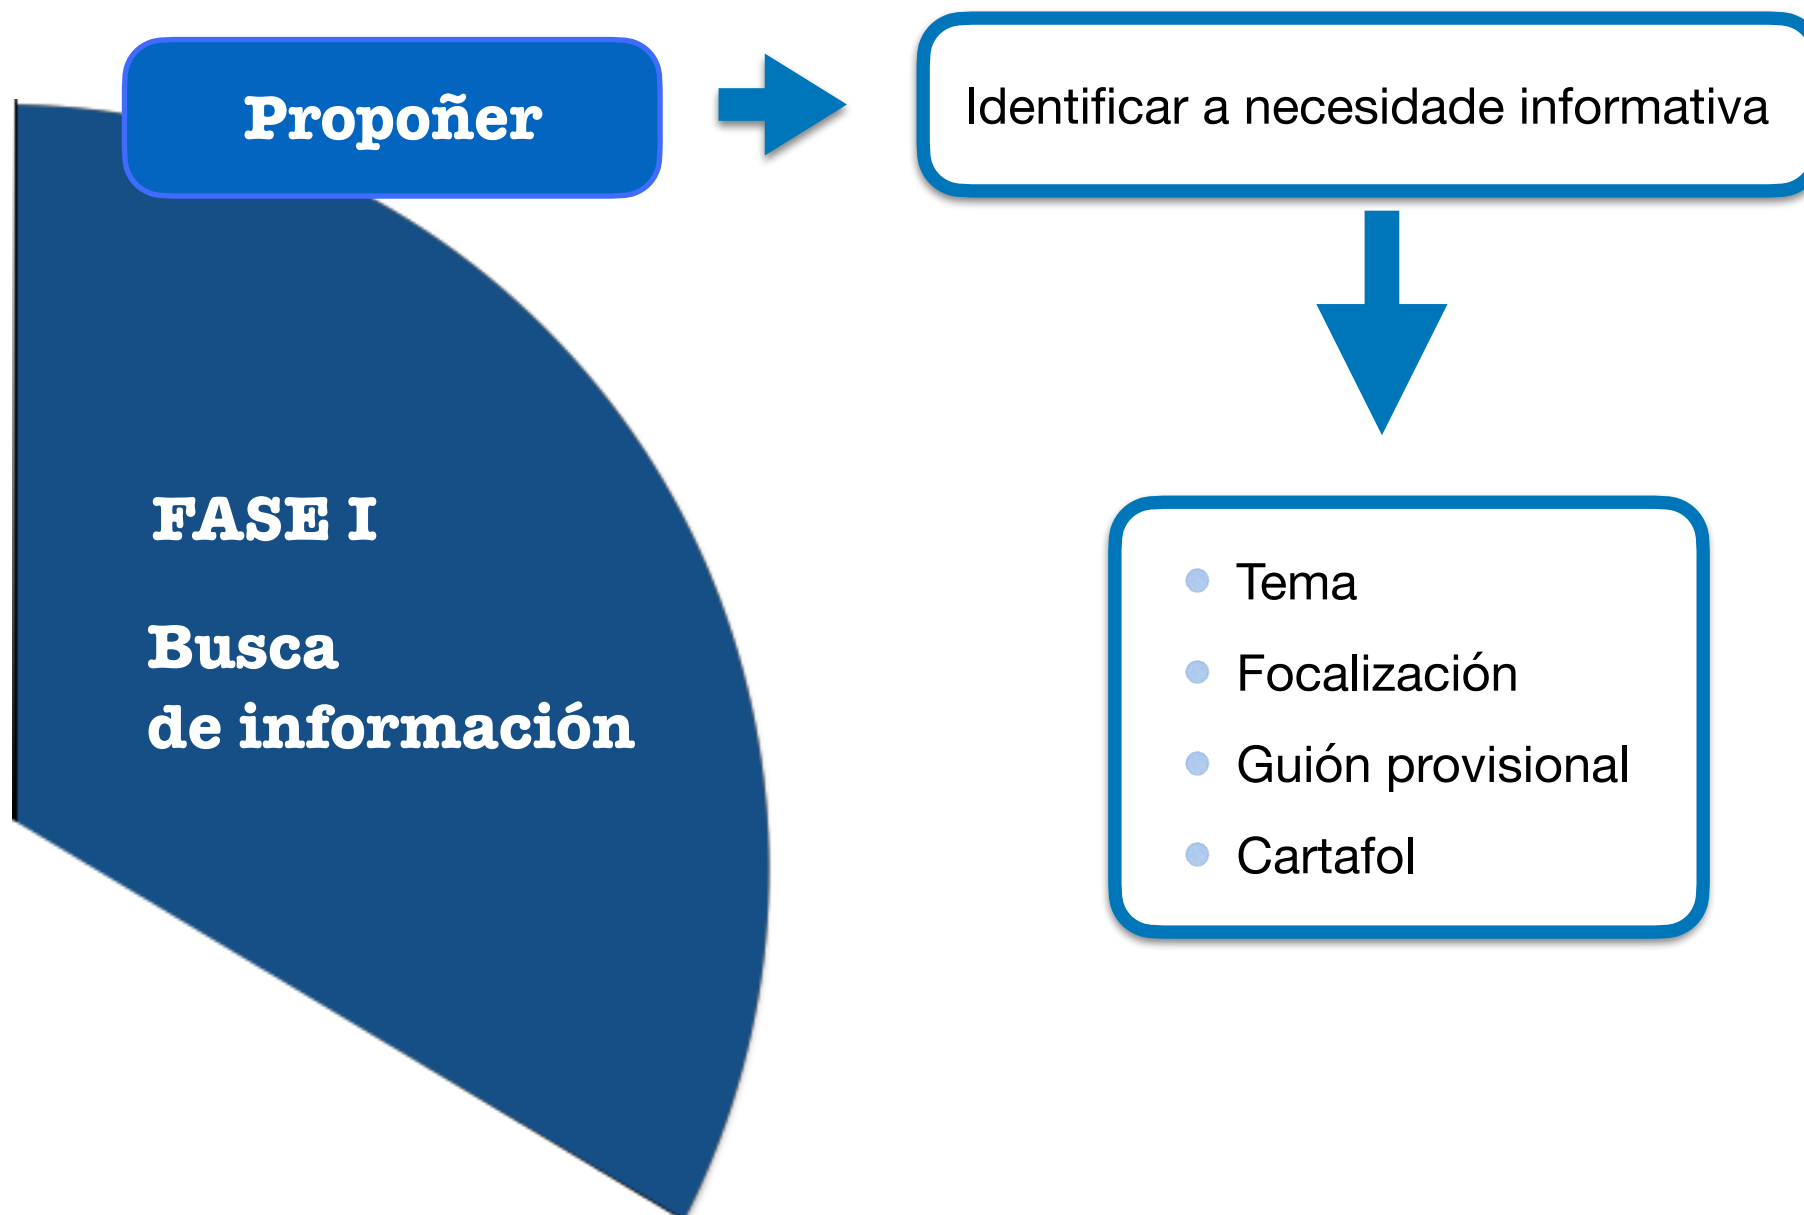 Propoñer
Identificar a necesidade informativa
FASE I
Busca
de información
Tema
Focalización
Guión provisional
Cartafol